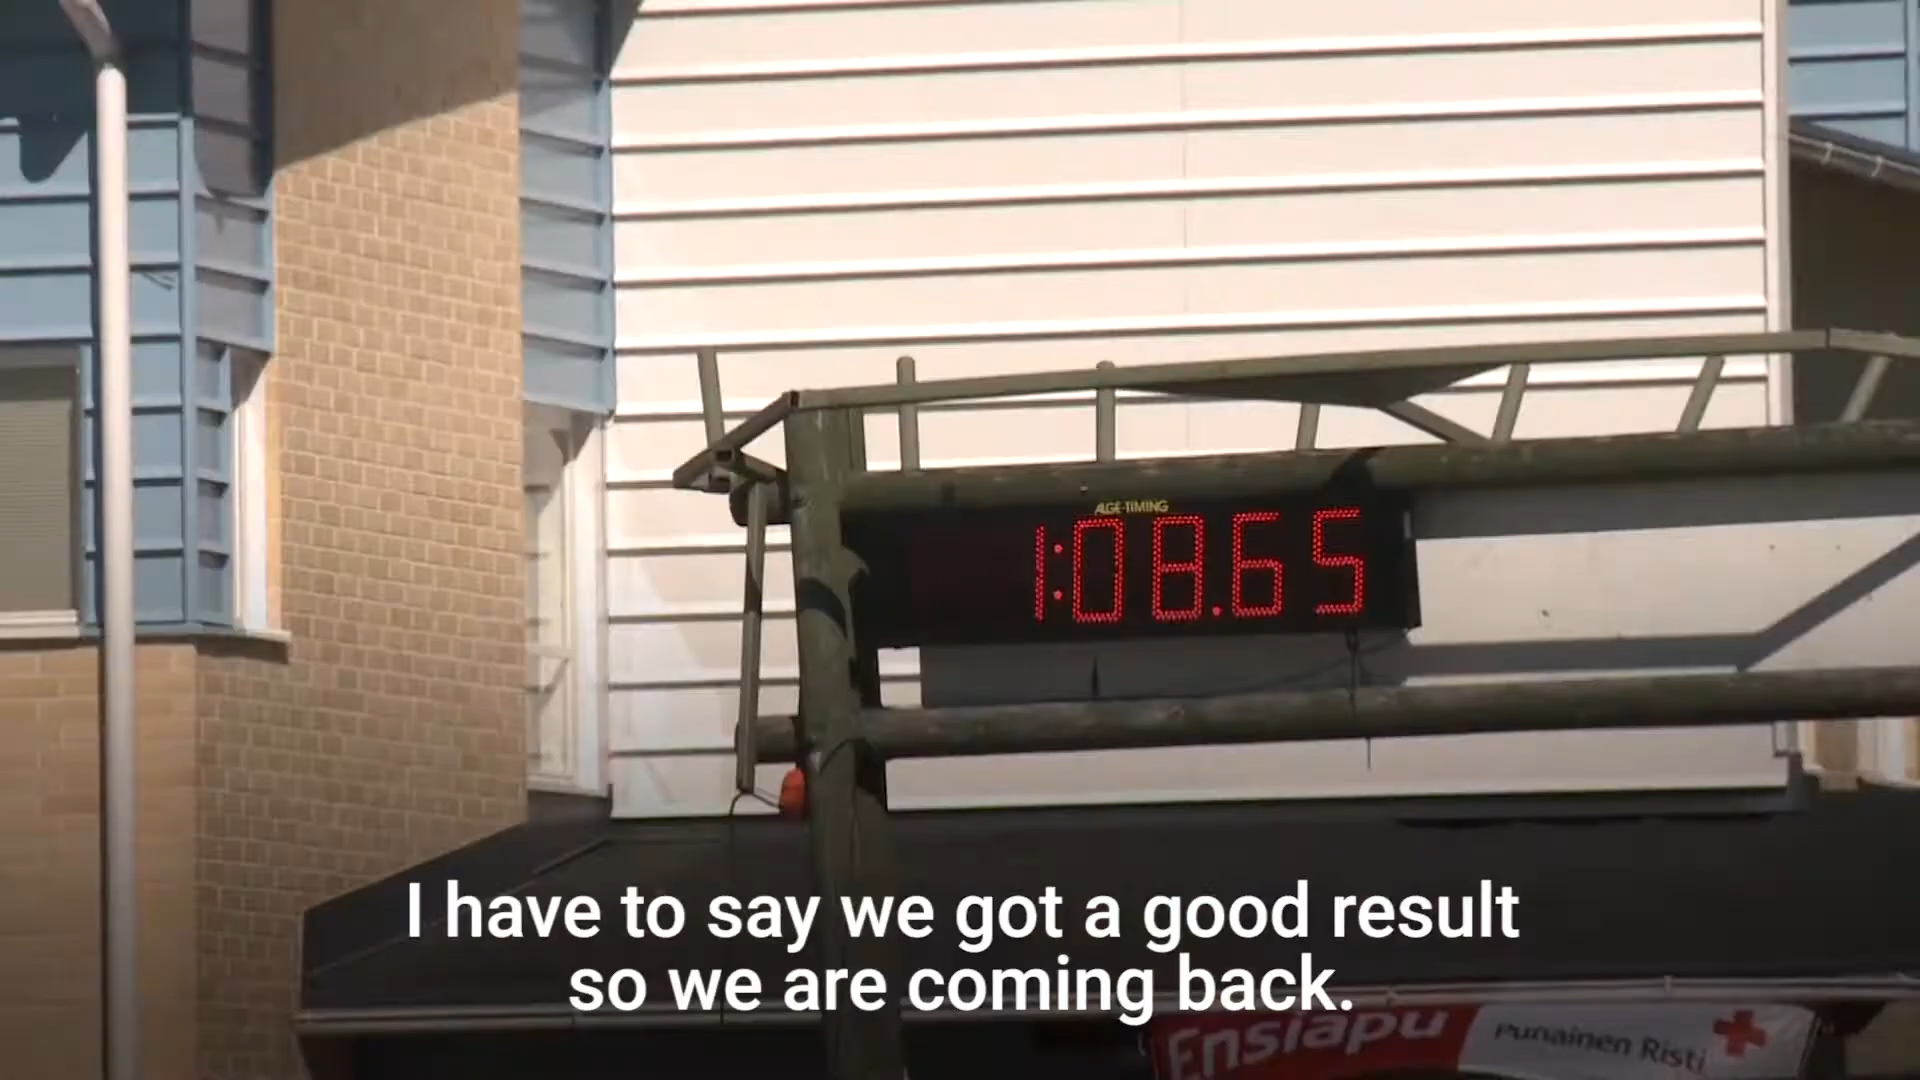 ALGE-TIMING
1:08.65
I have to say we got a good result
so we are coming back.
Ensiapu
Punainen Risti